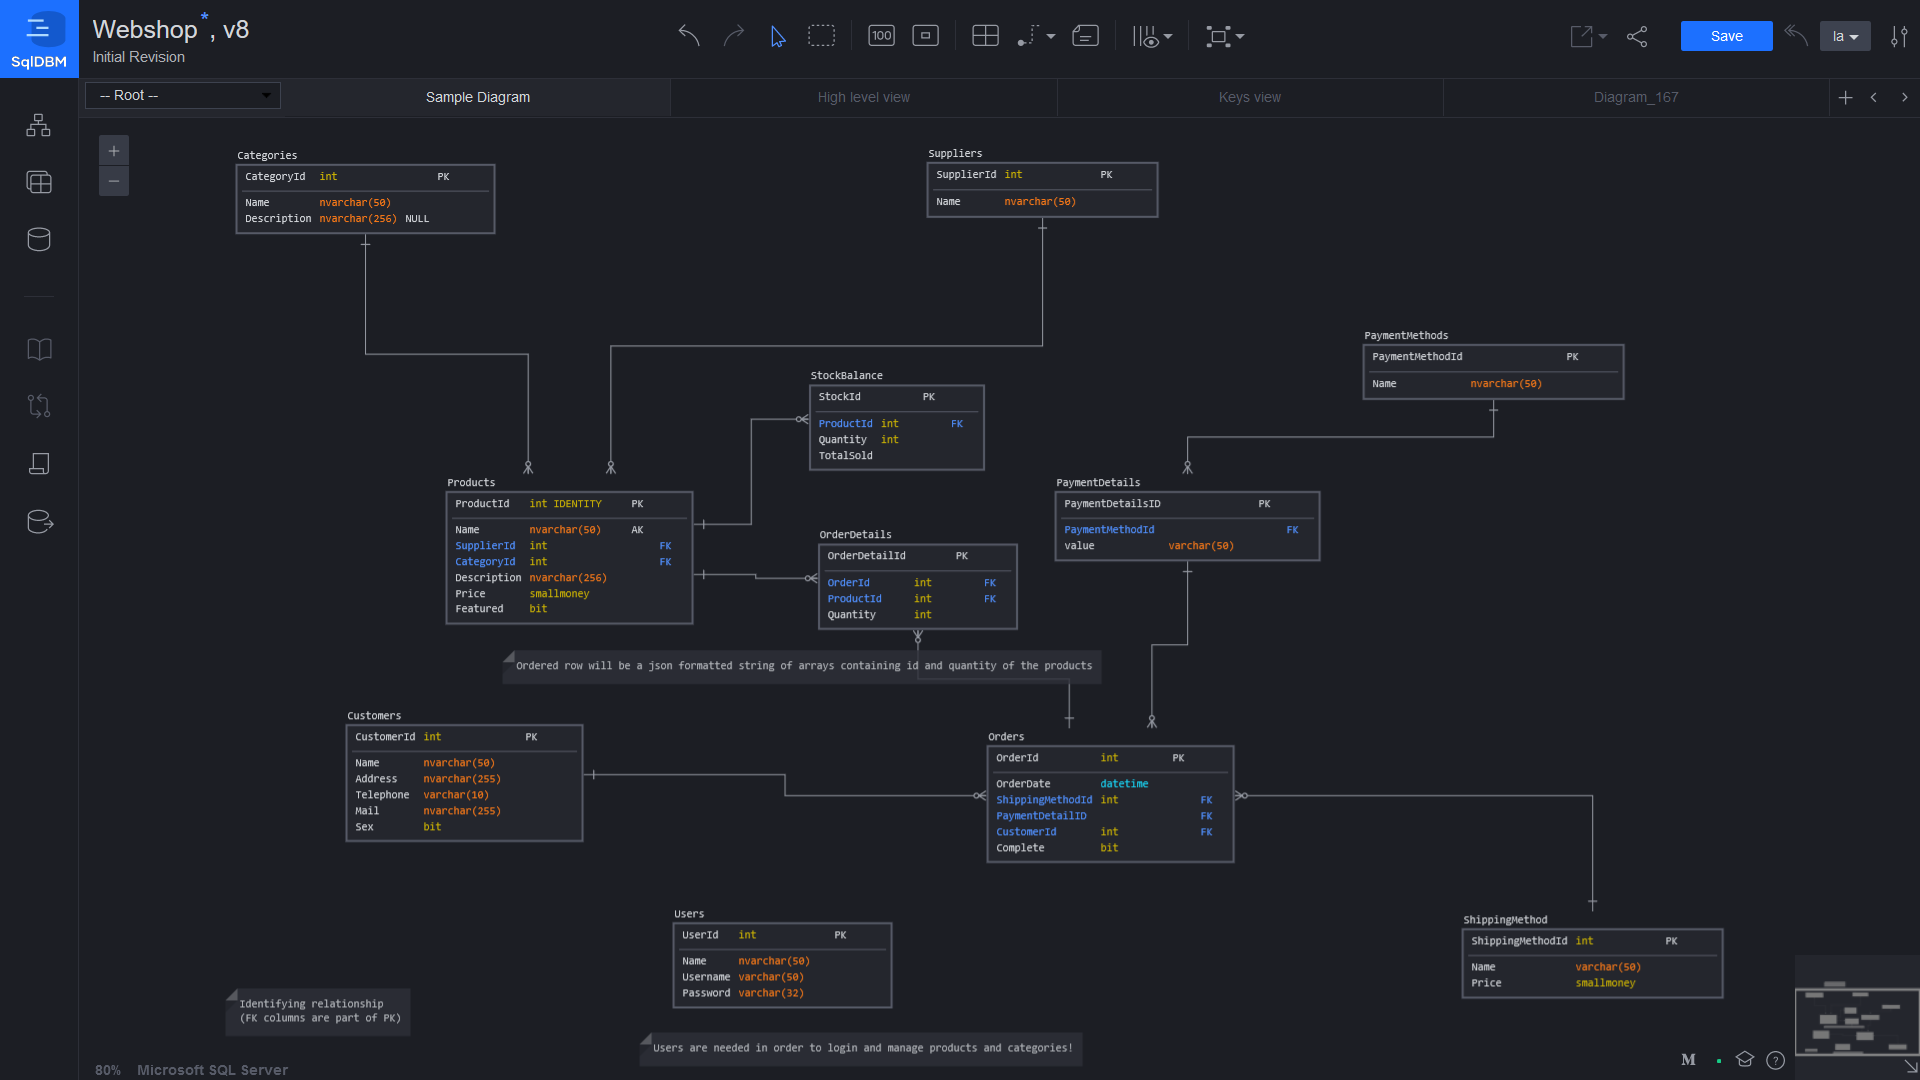 SqlDBM
Webshop*, v8
Initial Revision
100
Save
la
-- Root --
Sample Diagram
High level view
Keys view
Diagram_167
Categories
CategoryId int PK
Name nvarchar(50)
Description nvarchar(256) NULL
Suppliers
SupplierId int PK
Name nvarchar(50)
PaymentMethods
PaymentMethodId PK
Name nvarchar(50)
StockBalance
StockId PK
ProductId int FK
Quantity int
TotalSold
Products
ProductId int IDENTITY PK
Name nvarchar(50) AK
SupplierId int FK
CategoryId int FK
Description nvarchar(256)
Price smallmoney
Featured bit
OrderDetails
OrderDetailId PK
OrderId int FK
ProductId int FK
Quantity int
PaymentDetails
PaymentDetailsID PK
PaymentMethodId FK
value varchar(50)
Ordered row will be a json formatted string of arrays containing id and quantity of the products
Customers
CustomerId int PK
Name nvarchar(50)
Address nvarchar(255)
Telephone varchar(10)
Mail nvarchar(255)
Sex bit
Orders
OrderId int PK
OrderDate datetime
ShippingMethodId int FK
PaymentDetailID FK
CustomerId int FK
Complete bit
Users
UserId int PK
Name nvarchar(50)
Username varchar(50)
Password varchar(32)
ShippingMethod
ShippingMethodId int PK
Name varchar(50)
Price smallmoney
Identifying relationship
(FK columns are part of PK)
Users are needed in order to login and manage products and categories!
80% Microsoft SQL Server
M
?